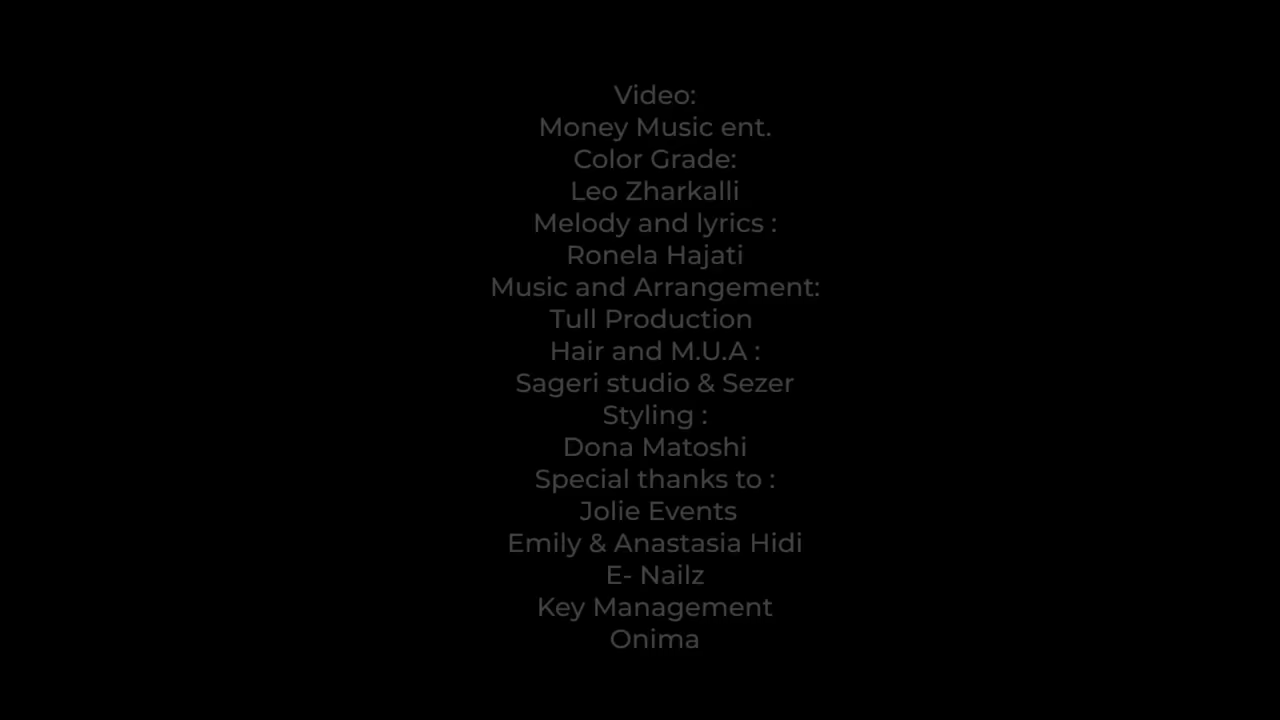 Video:
Money Music ent.
Color Grade:
Leo Zharkalli
Melody and lyrics :
Ronela Hajati
Music and Arrangement:
Tull Production
Hair and M.U.A :
Sageri studio & Sezer
Styling :
Dona Matoshi
Special thanks to :
Jolie Events
Emily & Anastasia Hidi
E- Nailz
Key Management
Onima